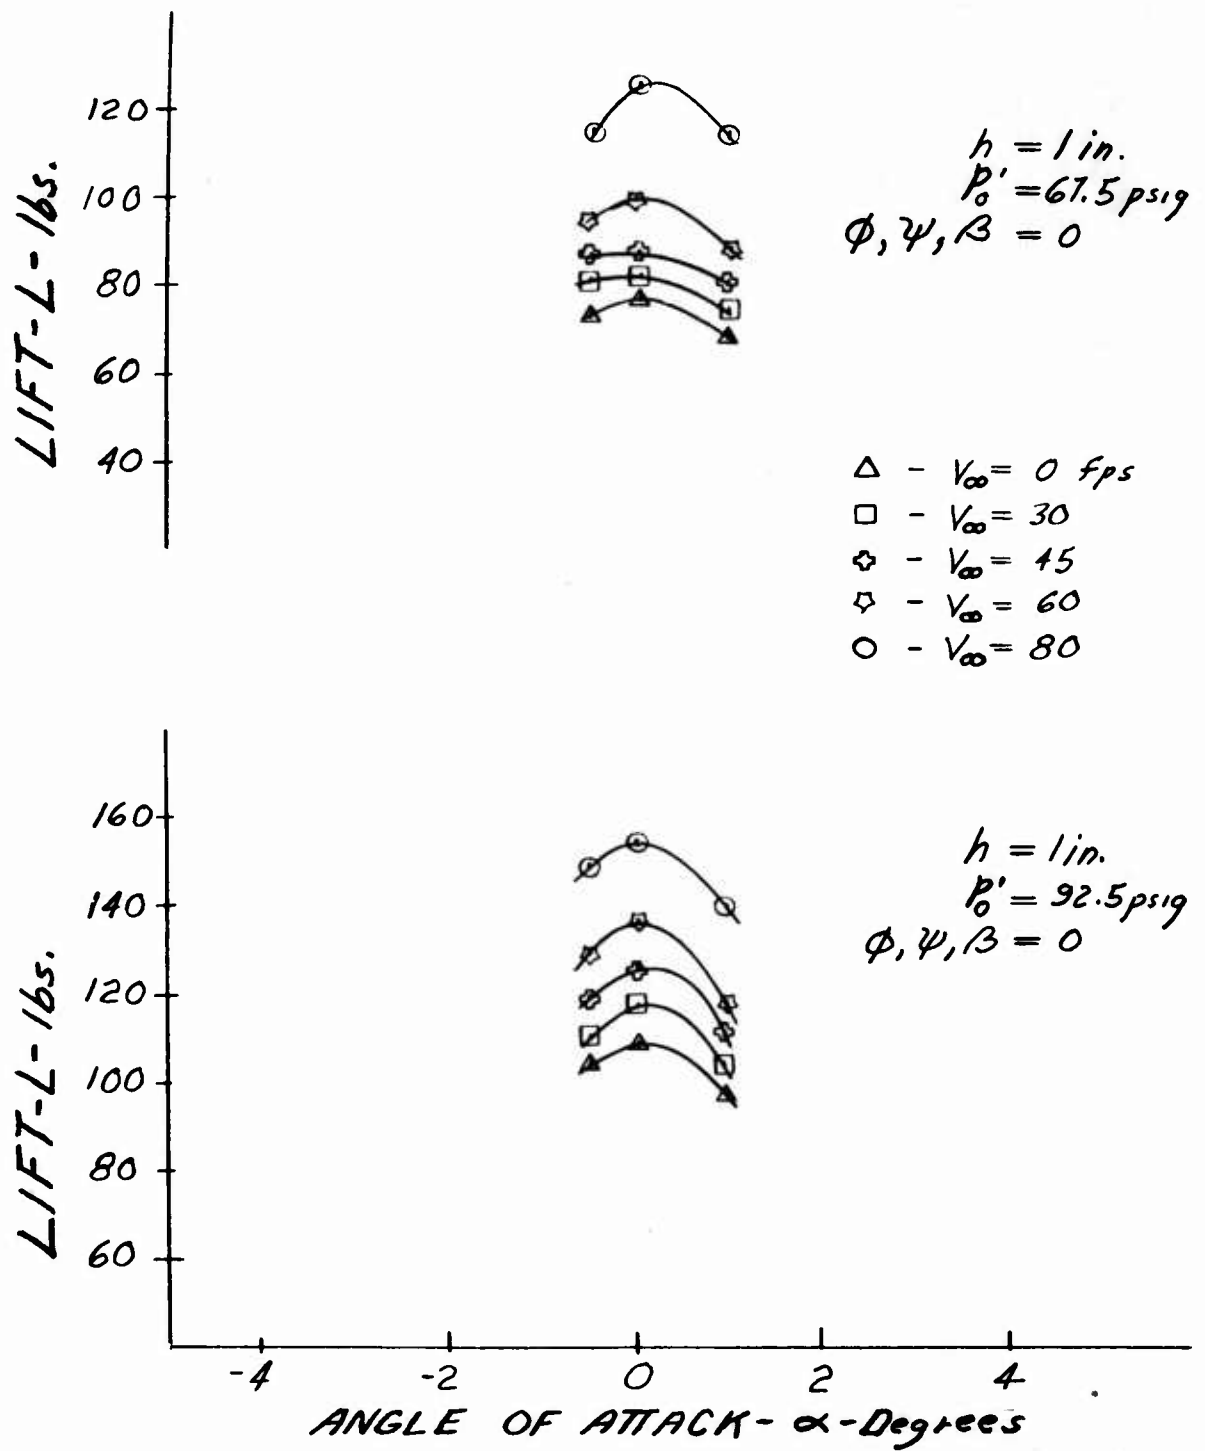 LIFT-L-lbs.
120
100
80
60
40
h = 1 in.
P₀' = 67.5 psig
ϕ, ψ, β = 0
△ - V∞ = 0 fps
□ - V∞ = 30
- V∞ = 45
- V∞ = 60
○ - V∞ = 80
LIFT-L-lbs.
160
140
120
100
80
60
h = 1 in.
P₀' = 92.5 psig
ϕ, ψ, β = 0
-4 -2 0 2 4
ANGLE OF ATTACK - α - Degrees